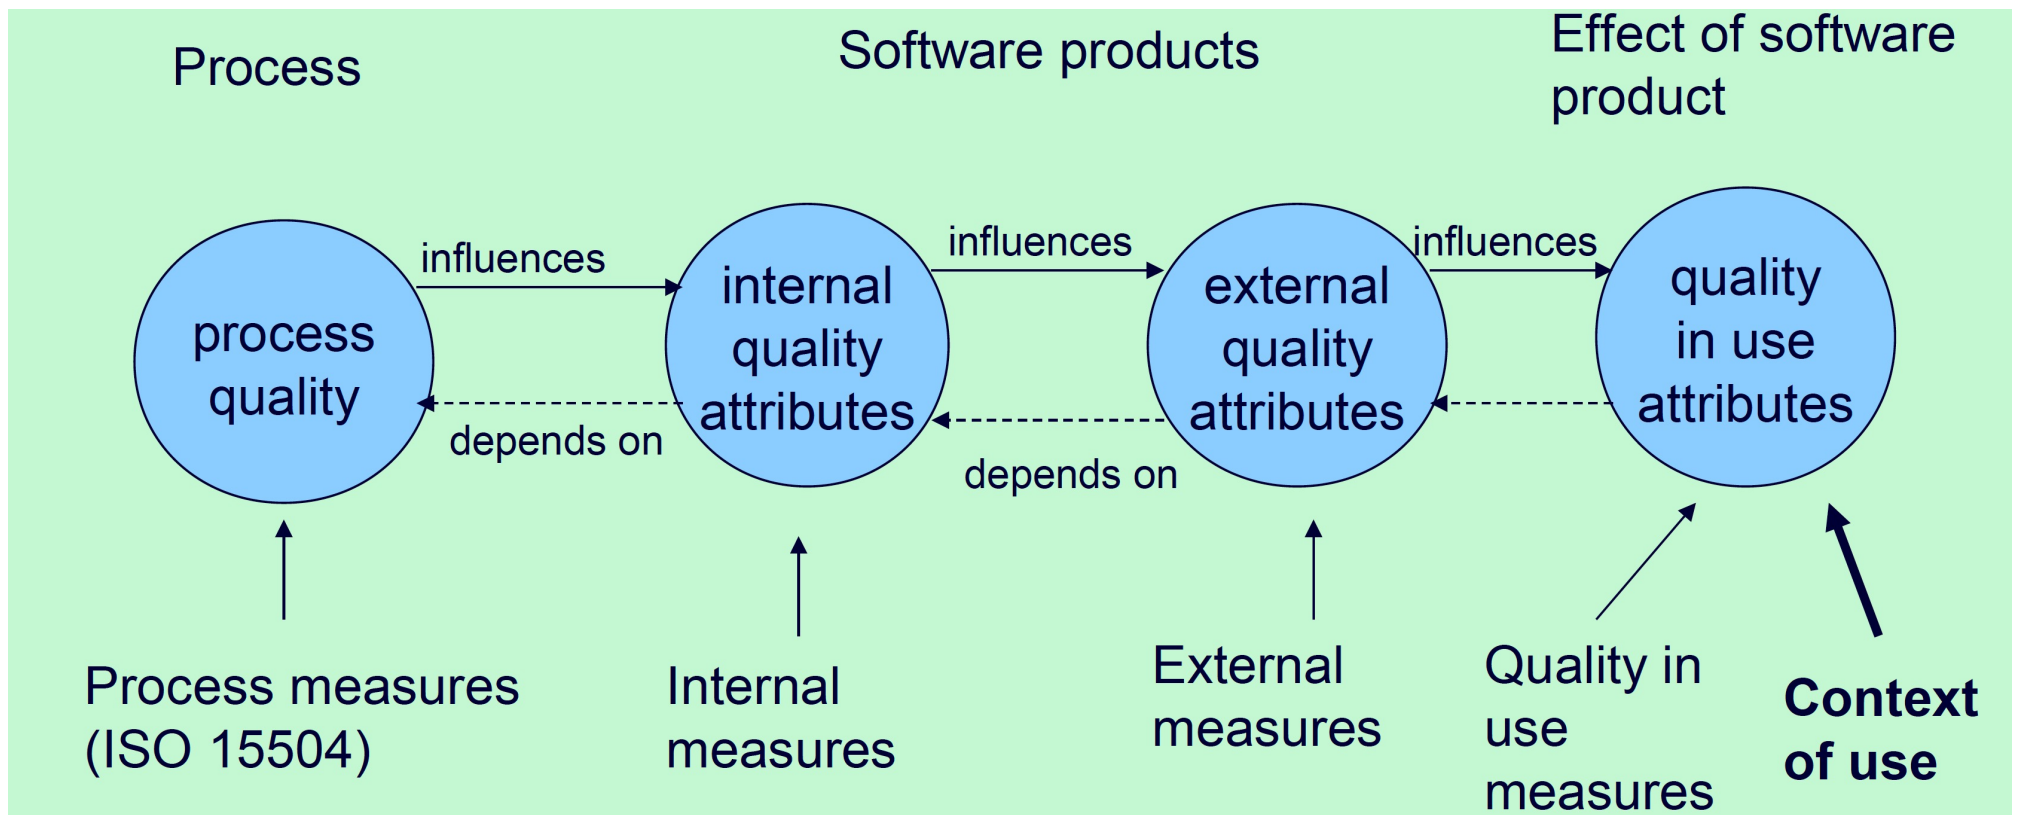 Process
Software products
Effect of software
product
influences
influences
influences
process
quality
internal
quality
attributes
external
quality
attributes
quality
in use
attributes
depends on
depends on
Process measures
(ISO 15504)
Internal
measures
External
measures
Quality in
use
measures
Context
of use